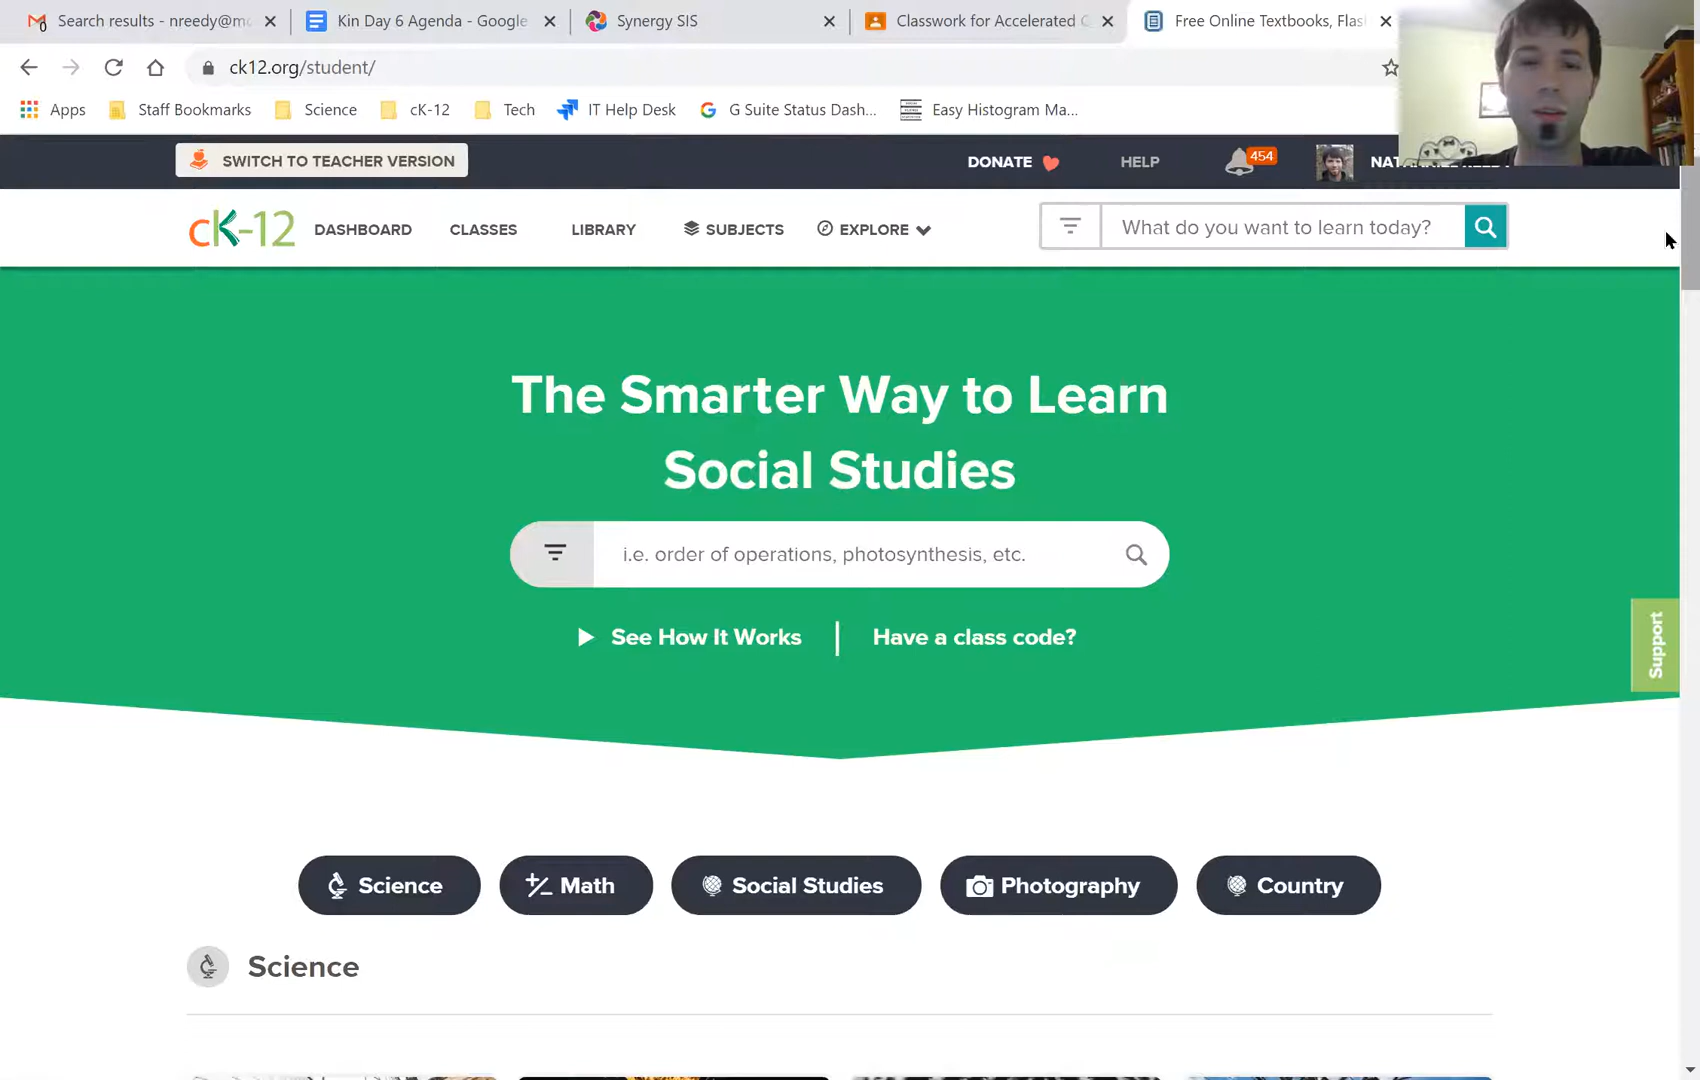 Search results - nreedy@mo
Kin Day 6 Agenda - Google
Synergy SIS
Classwork for Accelerated
Free Online Textbooks, Flas
ck12.org/student/
Apps
Staff Bookmarks
Science
cK-12
Tech
IT Help Desk
G Suite Status Dash...
Easy Histogram Ma...
SWITCH TO TEACHER VERSION
DONATE
HELP
454
cK-12
DASHBOARD
CLASSES
LIBRARY
SUBJECTS
EXPLORE
What do you want to learn today?
The Smarter Way to Learn
Social Studies
i.e. order of operations, photosynthesis, etc.
See How It Works
Have a class code?
Support
Science
Math
Social Studies
Photography
Country
Science